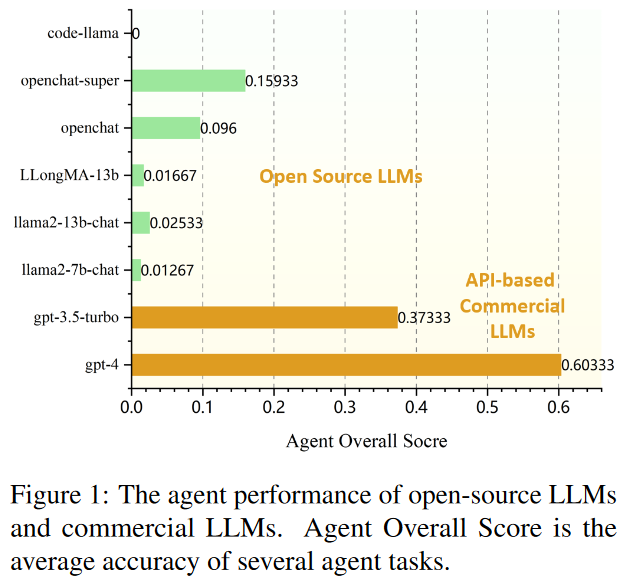 code-llama
0
openchat-super
0.15933
openchat
0.096
LLongMA-13b
0.01667
Open Source LLMs
llama2-13b-chat
0.02533
llama2-7b-chat
0.01267
API-based
Commercial
LLMs
gpt-3.5-turbo
0.37333
gpt-4
0.60333
0.0 0.1 0.2 0.3 0.4 0.5 0.6
Agent Overall Socre
Figure 1: The agent performance of open-source LLMs
and commercial LLMs. Agent Overall Score is the
average accuracy of several agent tasks.